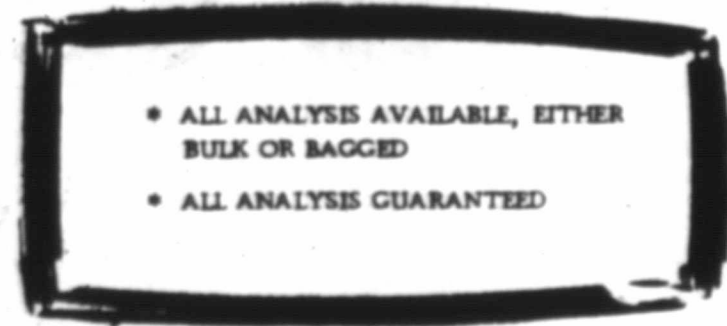 * ALL ANALYSIS AVAILABLE, EITHER
BULK OR BAGGED
* ALL ANALYSIS GUARANTEED